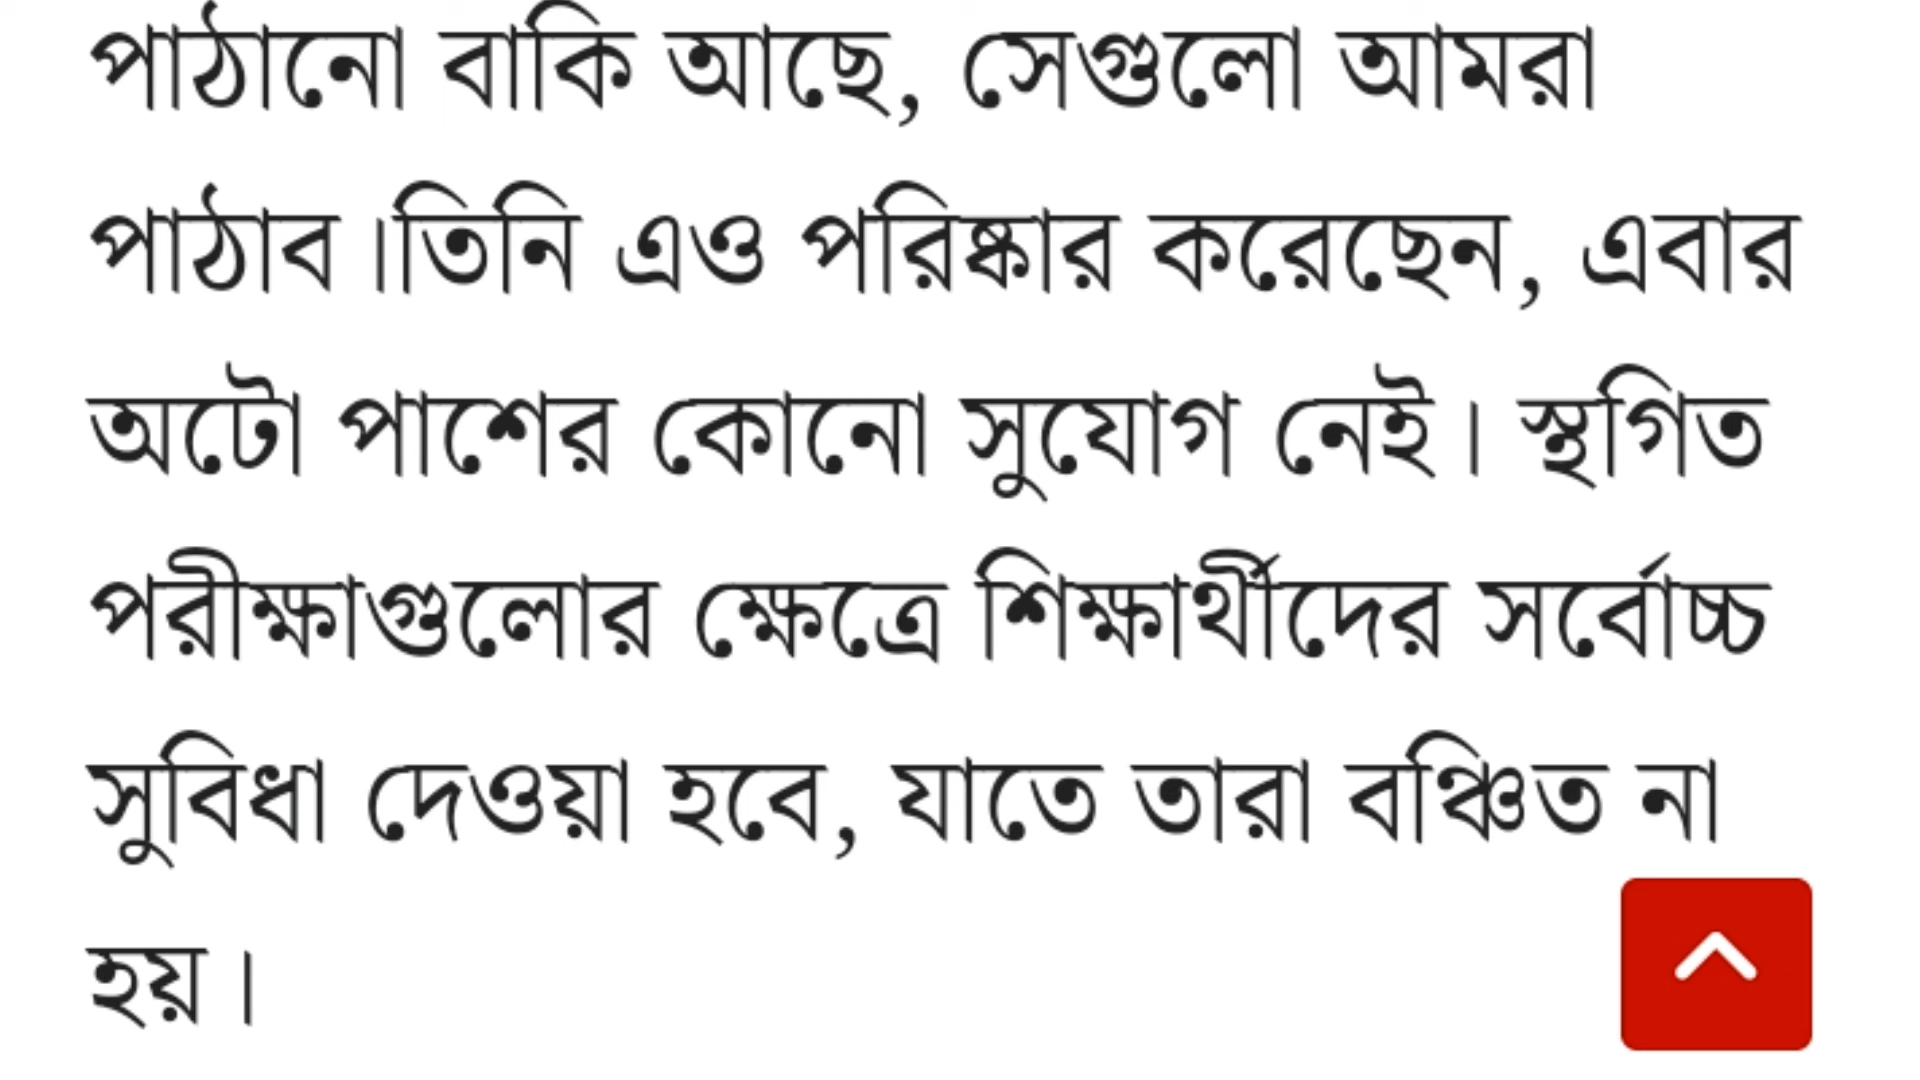 পাঠানো বাকি আছে, সেগুলো আমরা
পাঠাব।তিনি এও পরিষ্কার করেছেন, এবার
অটো পাশের কোনো সুযোগ নেই। স্থগিত
পরীক্ষাগুলোর ক্ষেত্রে শিক্ষার্থীদের সর্বোচ্চ
সুবিধা দেওয়া হবে, যাতে তারা বঞ্চিত না
হয়।